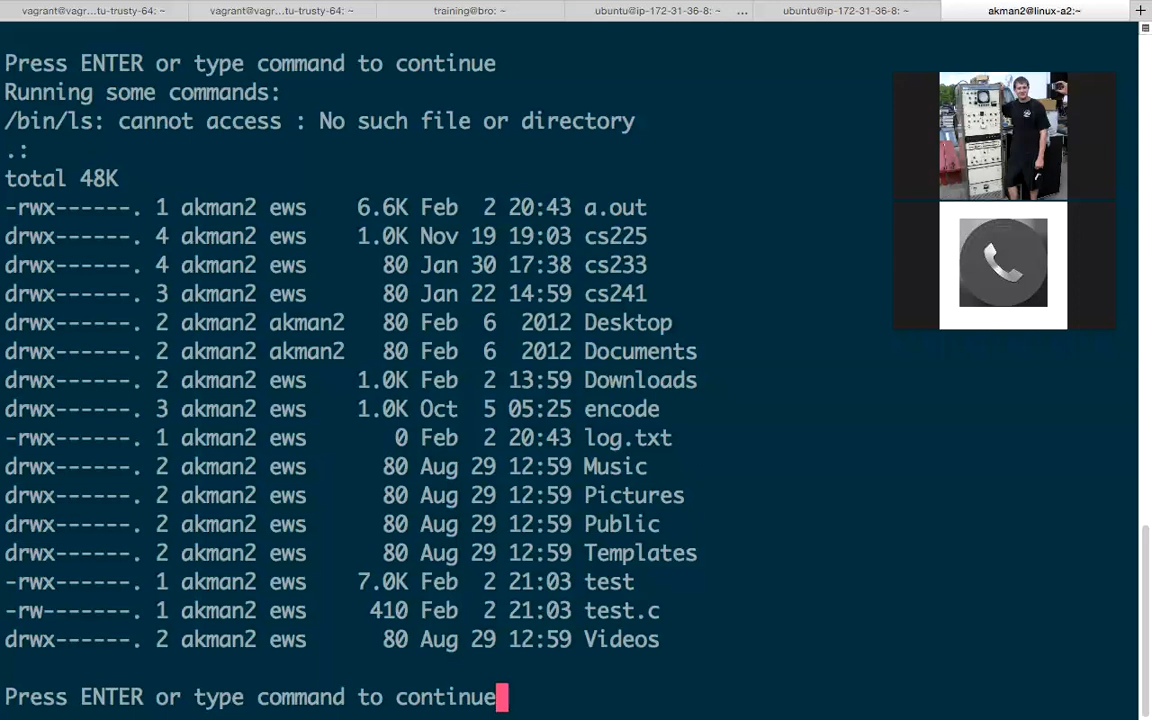 vagrant@vagr...tu-trusty-64: ~ vagrant@vagr...tu-trusty-64: ~ training@bro: ~ ubuntu@ip-172-31-36-8: ~ ... ubuntu@ip-172-31-36-8: ~ akman2@linux-a2:~ +
Press ENTER or type command to continue
Running some commands:
/bin/ls: cannot access : No such file or directory
.:
total 48K
-rwx------. 1 akman2 ews 6.6K Feb 2 20:43 a.out
drwx------. 4 akman2 ews 1.0K Nov 19 19:03 cs225
drwx------. 4 akman2 ews 80 Jan 30 17:38 cs233
drwx------. 3 akman2 ews 80 Jan 22 14:59 cs241
drwx------. 2 akman2 akman2 80 Feb 6 2012 Desktop
drwx------. 2 akman2 akman2 80 Feb 6 2012 Documents
drwx------. 2 akman2 ews 1.0K Feb 2 13:59 Downloads
drwx------. 3 akman2 ews 1.0K Oct 5 05:25 encode
-rwx------. 1 akman2 ews 0 Feb 2 20:43 log.txt
drwx------. 2 akman2 ews 80 Aug 29 12:59 Music
drwx------. 2 akman2 ews 80 Aug 29 12:59 Pictures
drwx------. 2 akman2 ews 80 Aug 29 12:59 Public
drwx------. 2 akman2 ews 80 Aug 29 12:59 Templates
-rwx------. 1 akman2 ews 7.0K Feb 2 21:03 test
-rw-------. 1 akman2 ews 410 Feb 2 21:03 test.c
drwx------. 2 akman2 ews 80 Aug 29 12:59 Videos
Press ENTER or type command to continue